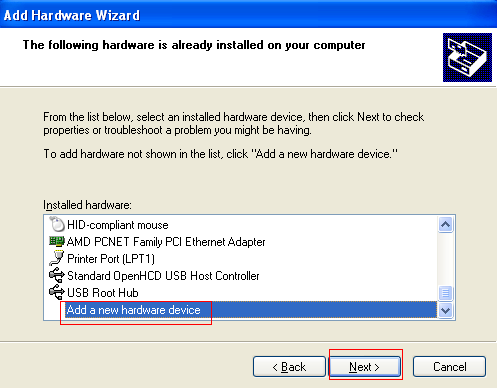 Add Hardware Wizard
The following hardware is already installed on your computer
From the list below, select an installed hardware device, then click Next to check
properties or troubleshoot a problem you might be having.
To add hardware not shown in the list, click "Add a new hardware device."
Installed hardware:
HID-compliant mouse
AMD PCNET Family PCI Ethernet Adapter
Printer Port (LPT1)
Standard OpenHCD USB Host Controller
USB Root Hub
Add a new hardware device
< Back
Next >
Cancel